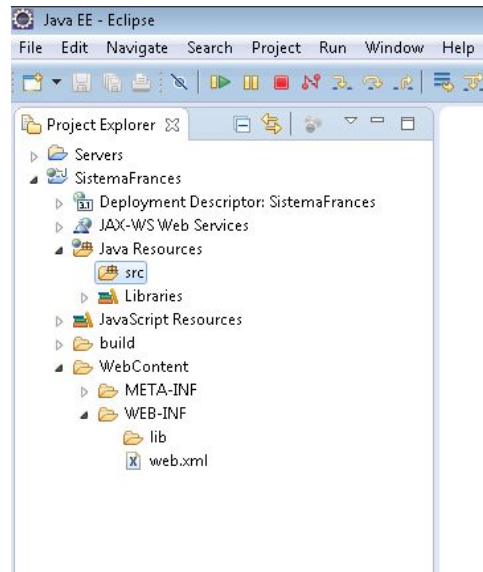 Java EE - Eclipse
File Edit Navigate Search Project Run Window Help
Project Explorer
Servers
SistemaFrances
Deployment Descriptor: SistemaFrances
JAX-WS Web Services
Java Resources
src
Libraries
JavaScript Resources
build
WebContent
META-INF
WEB-INF
lib
web.xml